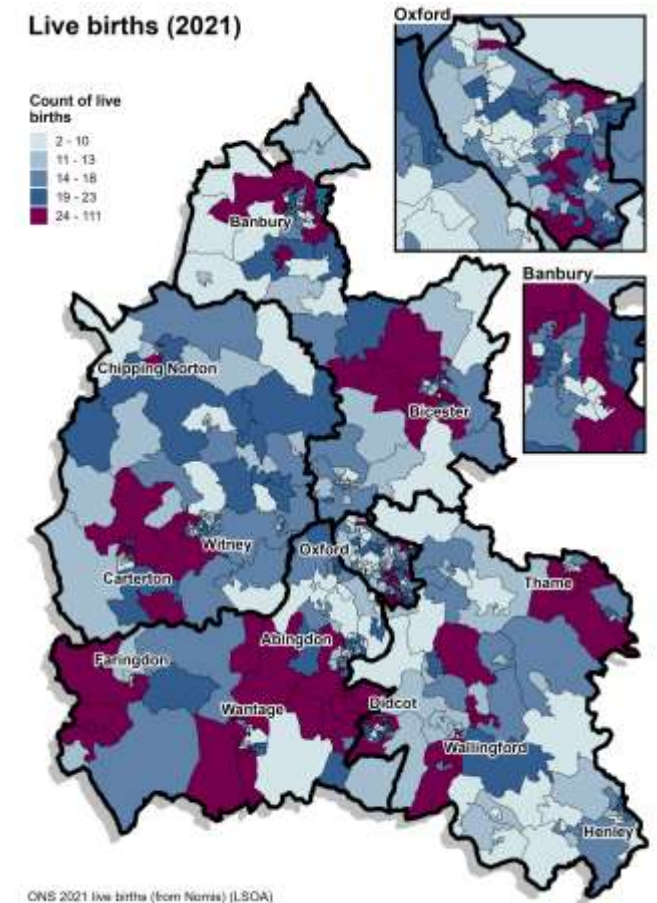 Live births (2021)
Oxford
Count of live
births
2 - 10
11 - 13
14 - 18
19 - 23
24 - 111
Banbury
Banbury
Chipping Norton
Bicester
Witney
Oxford
Carterton
Thame
Abingdon
Faringdon
Wantage
Didcot
Wallingford
Henley
ONS 2021 live births (from Nomis) (LSOA)